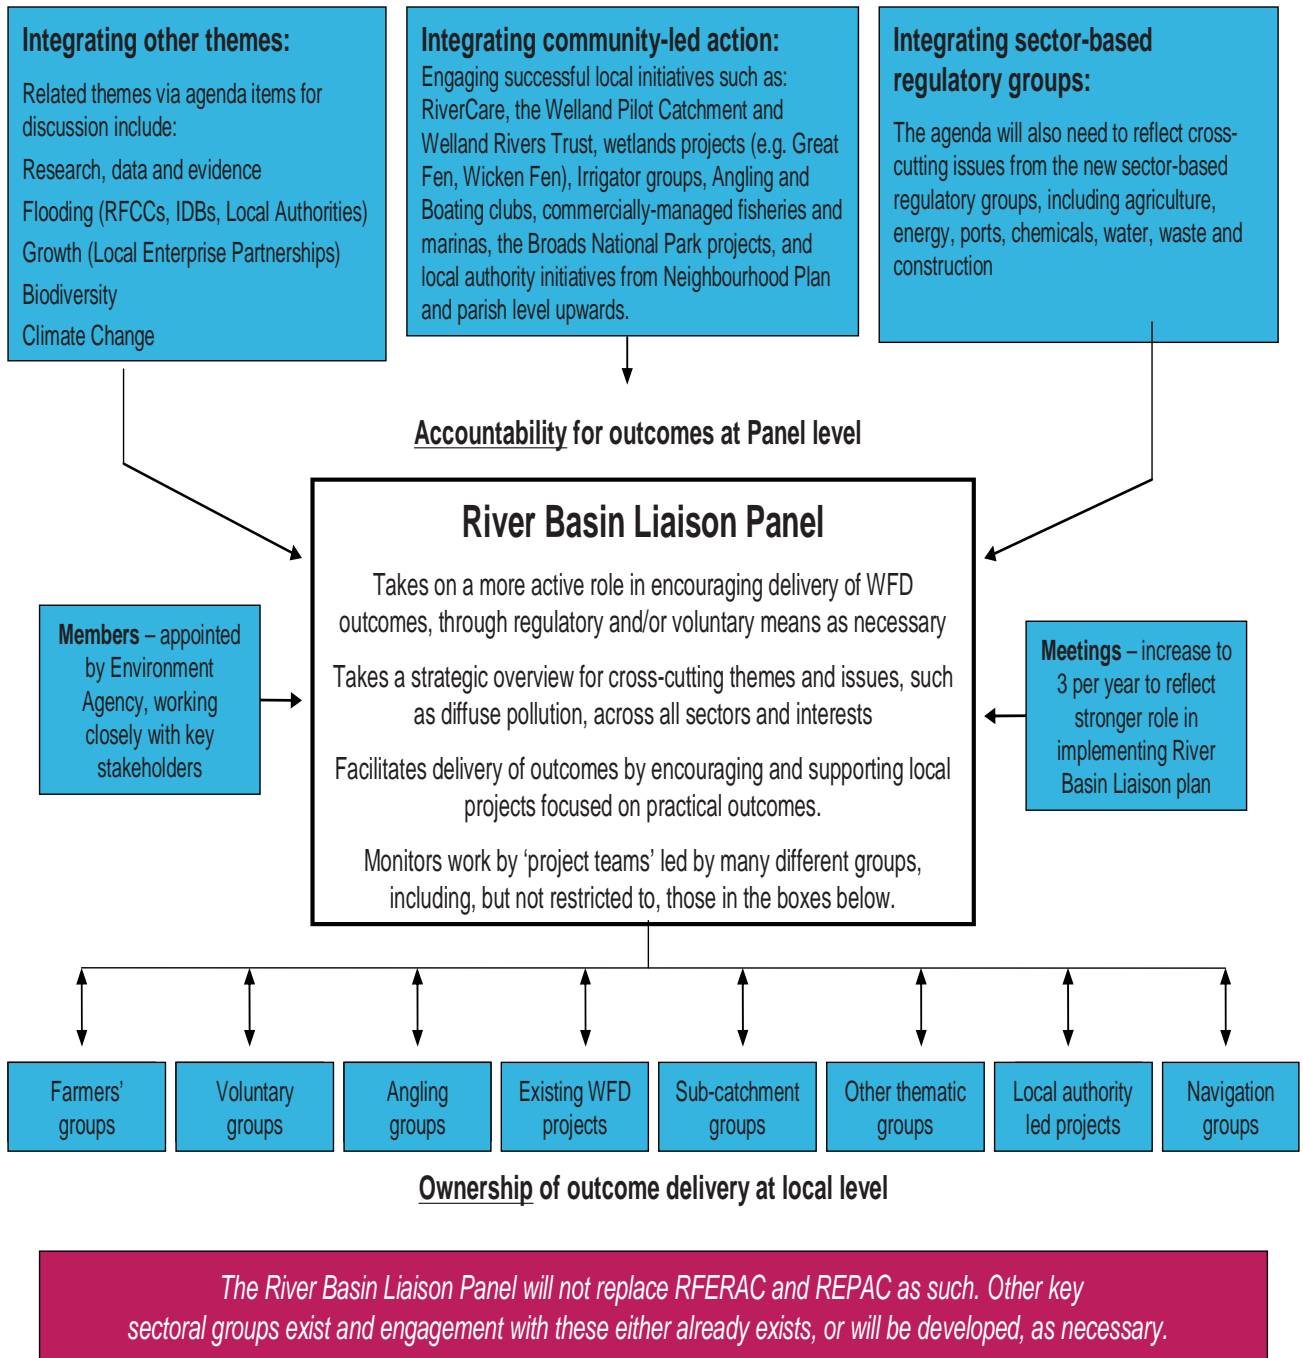 Integrating other themes:
Related themes via agenda items for
discussion include:
Research, data and evidence
Flooding (RFCCs, IDBs, Local Authorities)
Growth (Local Enterprise Partnerships)
Biodiversity
Climate Change
Integrating community-led action:
Engaging successful local initiatives such as:
RiverCare, the Welland Pilot Catchment and
Welland Rivers Trust, wetlands projects (e.g. Great
Fen, Wicken Fen), Irrigator groups, Angling and
Boating clubs, commercially-managed fisheries and
marinas, the Broads National Park projects, and
local authority initiatives from Neighbourhood Plan
and parish level upwards.
Integrating sector-based
regulatory groups:
The agenda will also need to reflect cross-
cutting issues from the new sector-based
regulatory groups, including agriculture,
energy, ports, chemicals, water, waste and
construction
Accountability for outcomes at Panel level
River Basin Liaison Panel
Takes on a more active role in encouraging delivery of WFD
outcomes, through regulatory and/or voluntary means as necessary
Takes a strategic overview for cross-cutting themes and issues, such
as diffuse pollution, across all sectors and interests
Facilitates delivery of outcomes by encouraging and supporting local
projects focused on practical outcomes.
Monitors work by ‘project teams’ led by many different groups,
including, but not restricted to, those in the boxes below.
Members – appointed
by Environment
Agency, working
closely with key
stakeholders
Meetings – increase to
3 per year to reflect
stronger role in
implementing River
Basin Liaison plan
Farmers’
groups
Voluntary
groups
Angling
groups
Existing WFD
projects
Sub-catchment
groups
Other thematic
groups
Local authority
led projects
Navigation
groups
Ownership of outcome delivery at local level
The River Basin Liaison Panel will not replace RFERAC and REPAC as such. Other key
sectoral groups exist and engagement with these either already exists, or will be developed, as necessary.